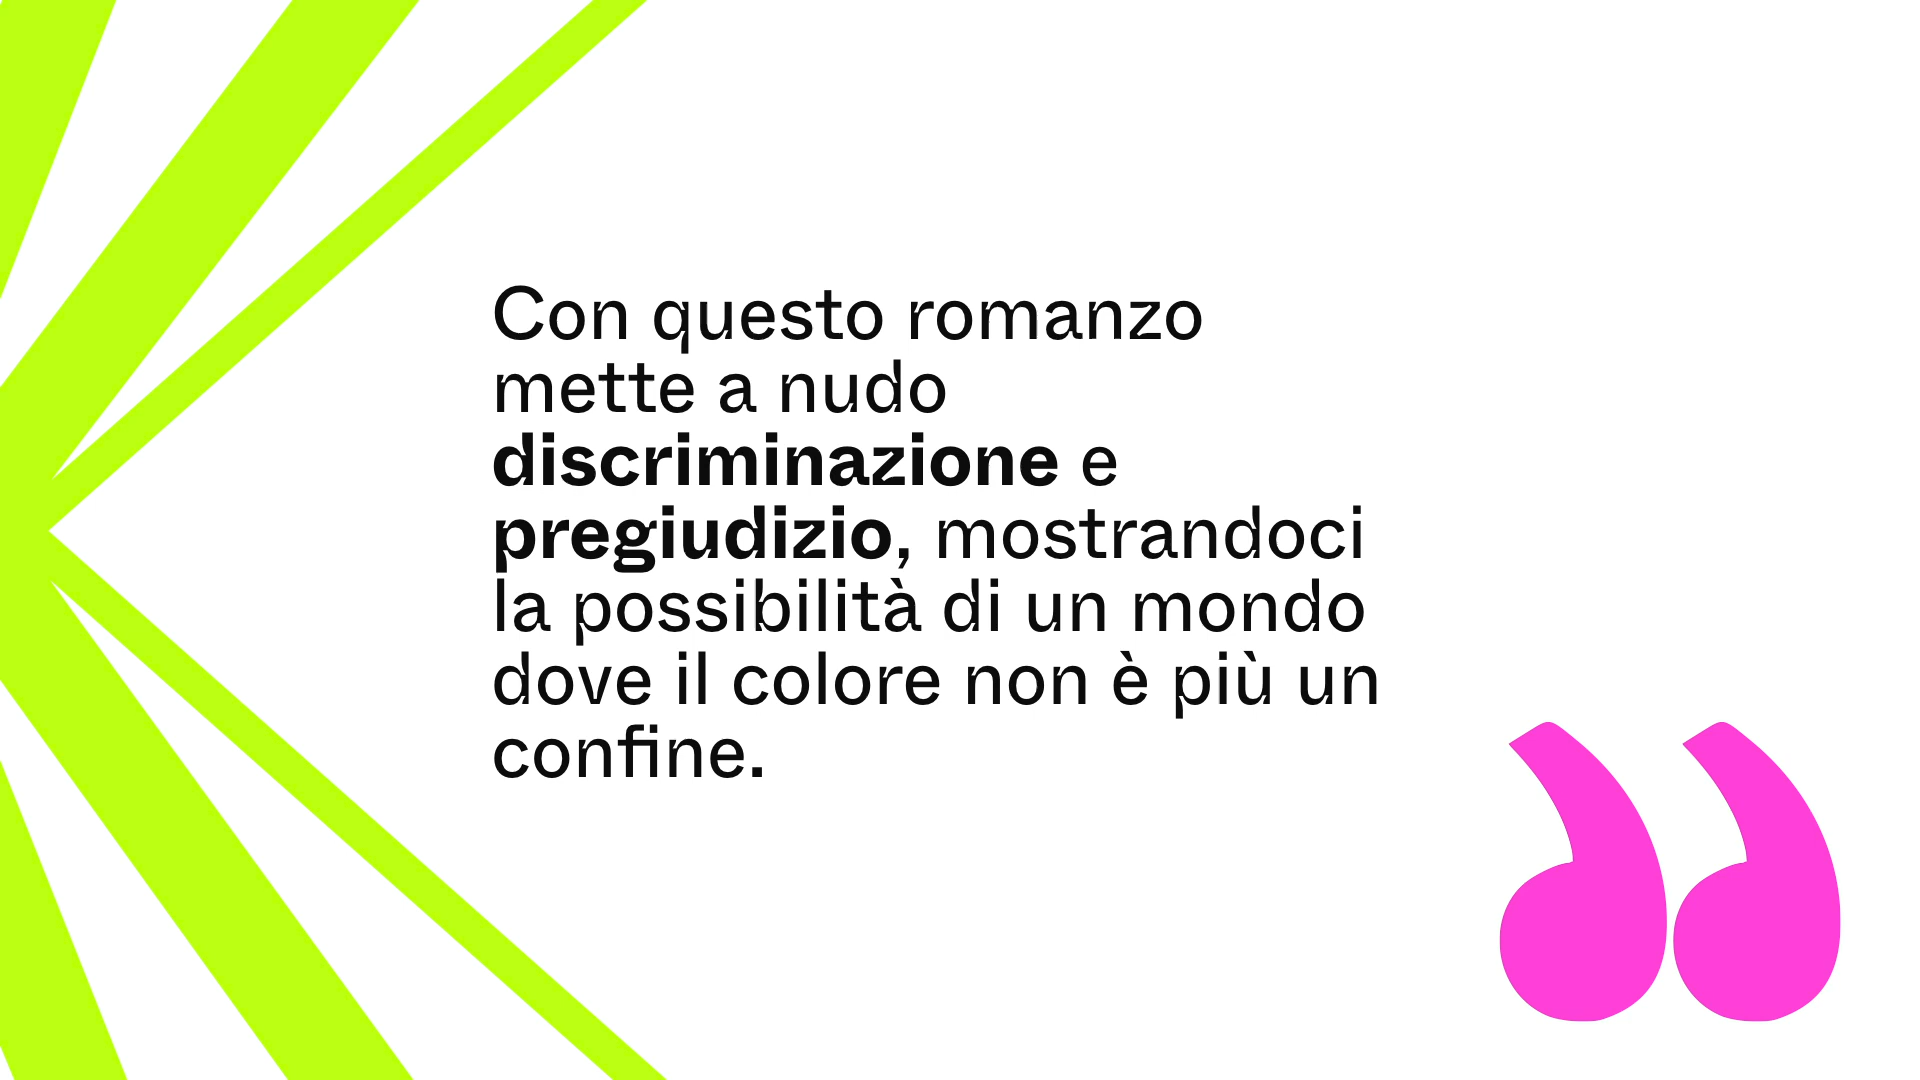 Con questo romanzo
mette a nudo
discriminazione e
pregiudizio, mostrandoci
la possibilità di un mondo
dove il colore non è più un
confine.